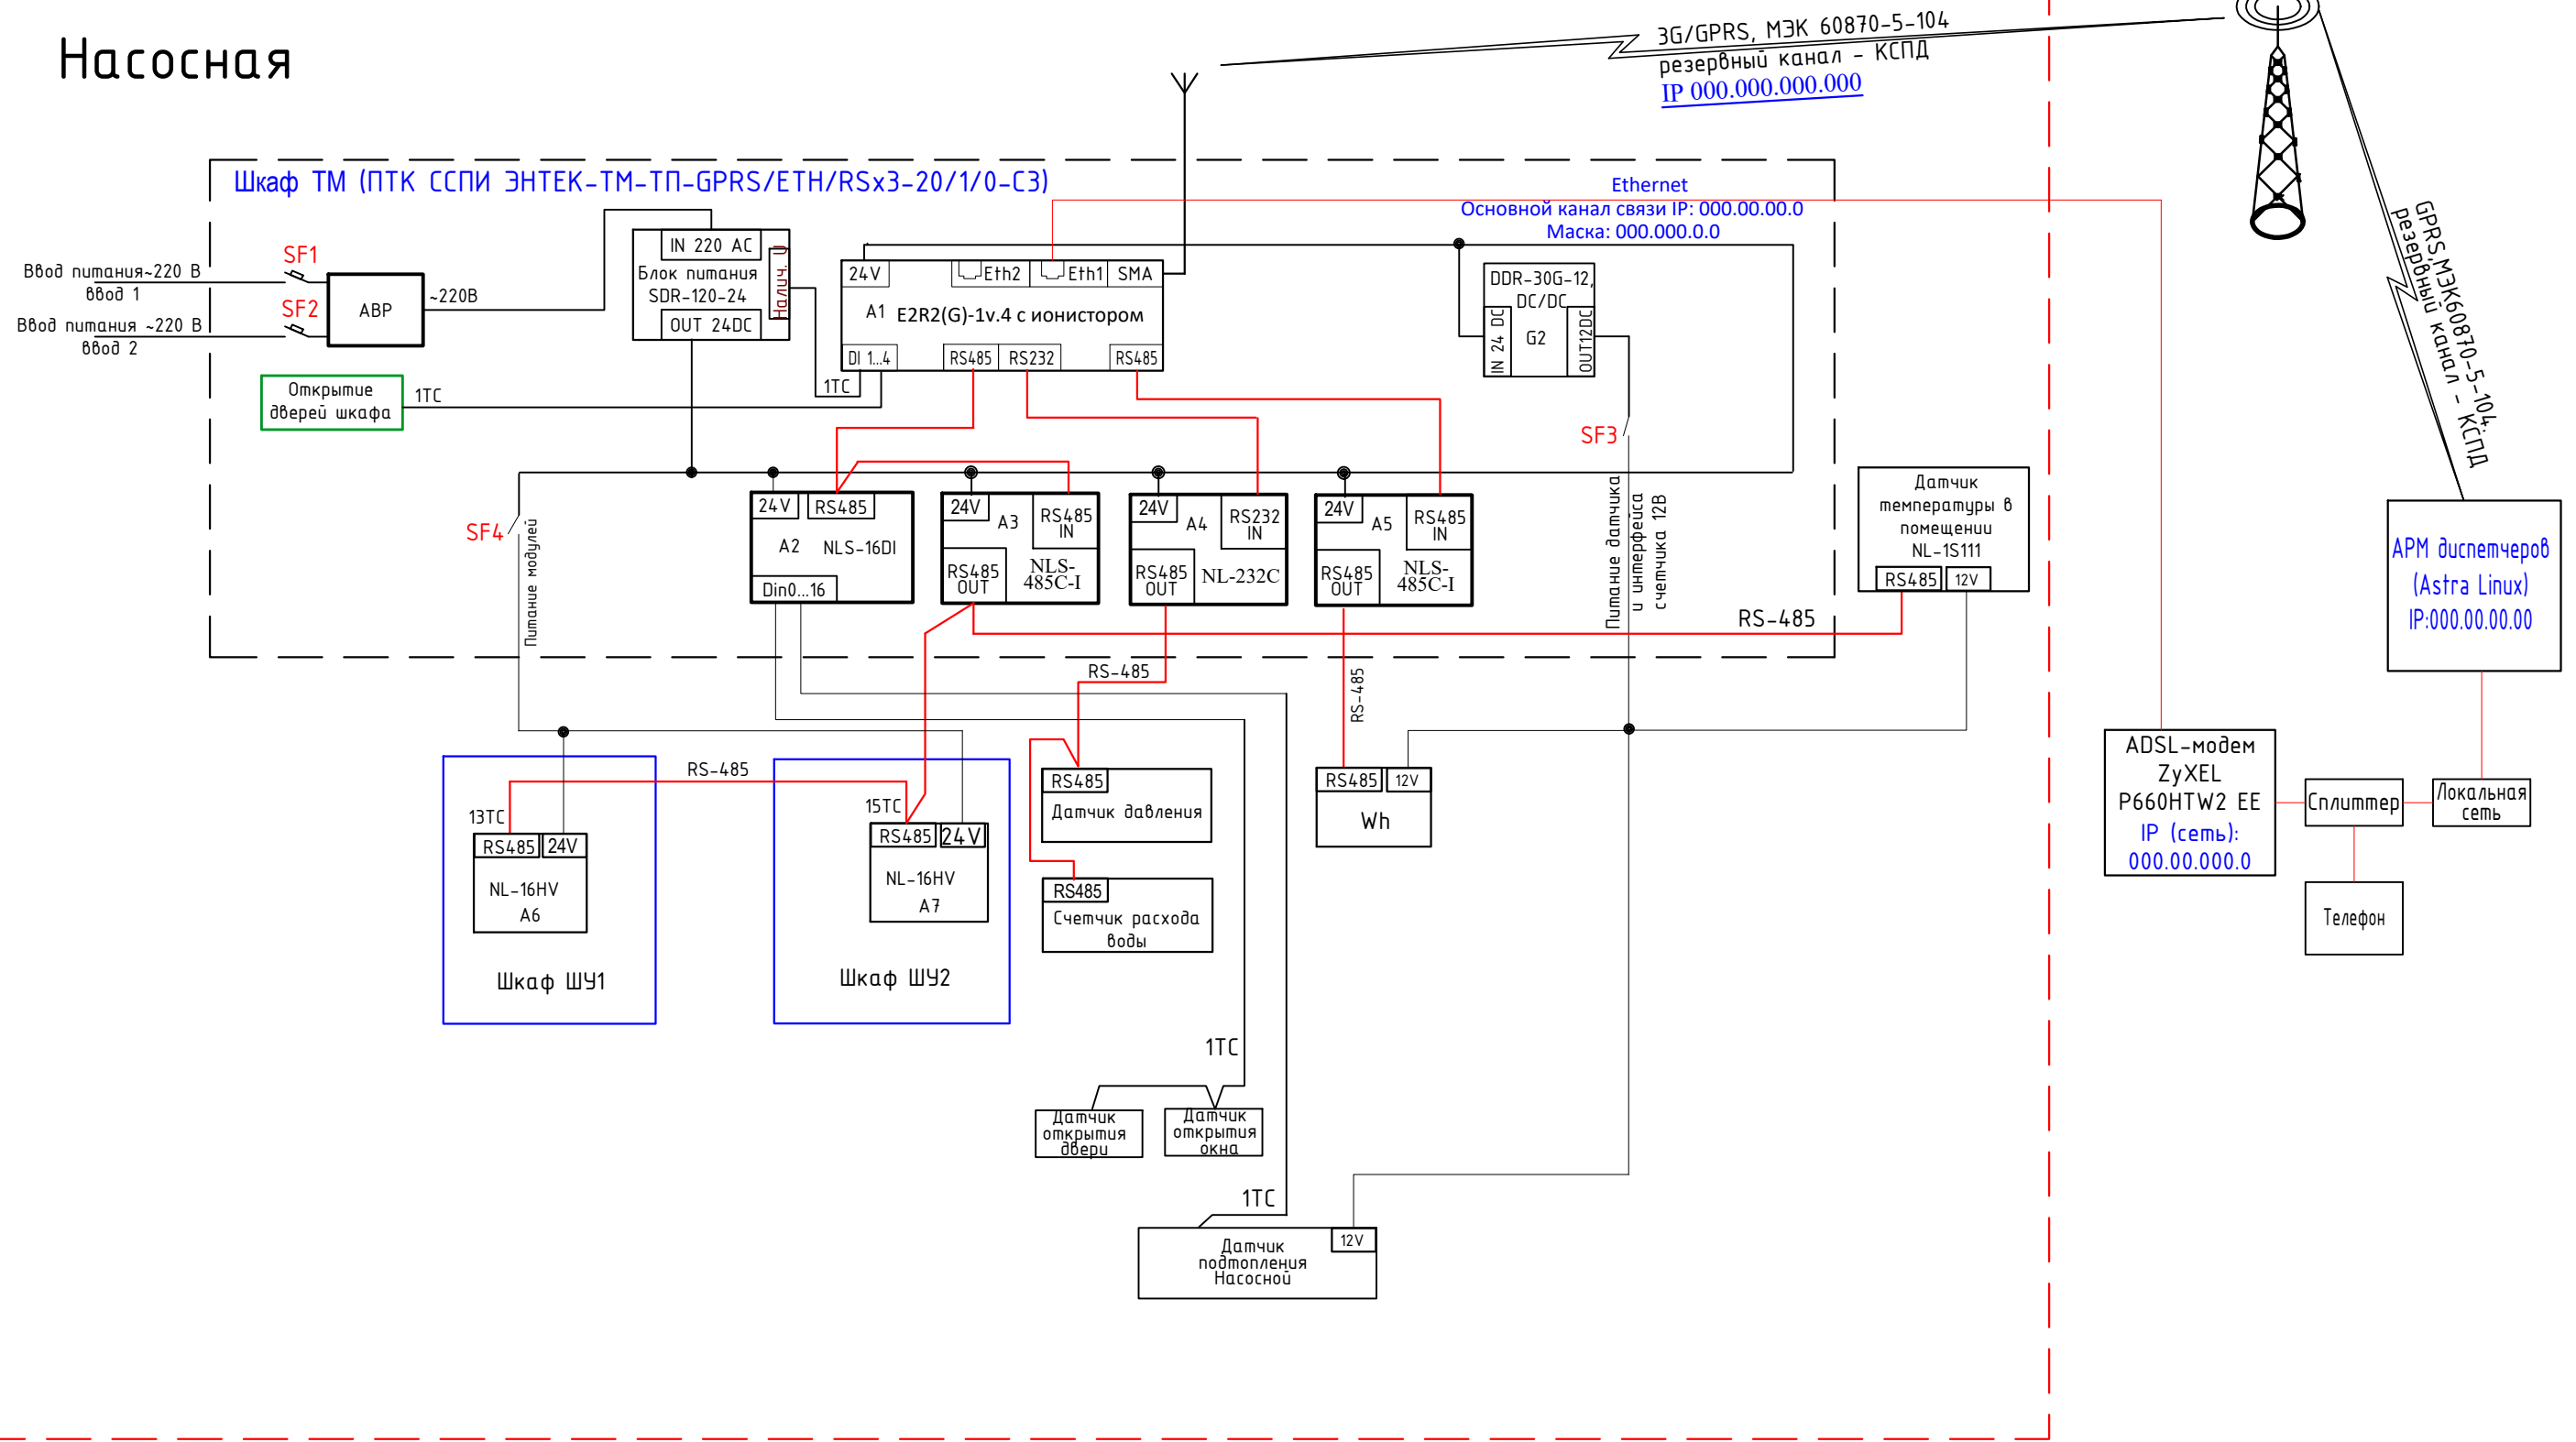 Насосная
3G/GPRS, МЭК 60870-5-104
резервный канал - КСПД
IP 000.000.000.000
GPRS,МЭК60870-5-104.
резервный канал - КСПД
Шкаф ТМ (ПТК ССПИ ЭНТЕК-ТМ-ТП-GPRS/ETH/RSx3-20/1/0-С3)
Ethernet
Основной канал связи IP: 000.00.00.0
Маска: 000.000.0.0
Ввод питания~220 В
ввод 1
SF1
Ввод питания ~220 В
ввод 2
SF2
АВР
~220В
IN 220 AC
Блок питания
SDR-120-24
OUT 24DC
Налич. U
24V
Eth2
Eth1
SMA
A1
E2R2(G)-1v.4 с ионистором
DI 1...4
RS485
RS232
RS485
DDR-30G-12,
DC/DC
IN 24 DC
G2
OUT12DC
Открытие
дверей шкафа
1ТС
1ТС
SF3
SF4
Питание модулей
24V
RS485
A2
NLS-16DI
Din0...16
24V
A3
RS485
IN
RS485
OUT
NLS-
485C-I
24V
A4
RS232
IN
RS485
OUT
NL-232C
24V
A5
RS485
IN
RS485
OUT
NLS-
485C-I
Питание датчика
и интерфейса
счетчика 12В
Датчик
температуры в
помещении
NL-1S111
RS485
12V
RS-485
АРМ диспетчеров
(Astra Linux)
IP:000.00.00.00
RS-485
RS-485
RS-485
13ТС
RS485
24V
NL-16HV
A6
Шкаф ШУ1
15ТС
RS485
24V
NL-16HV
A7
Шкаф ШУ2
RS485
Датчик давления
RS485
Счетчик расхода
воды
RS485
12V
Wh
ADSL-модем
ZyXEL
P660HTW2 EE
IP (сеть):
000.00.000.0
Сплиттер
Локальная
сеть
Телефон
1ТС
Датчик
открытия
двери
Датчик
открытия
окна
1ТС
12V
Датчик
подтопления
Насосной